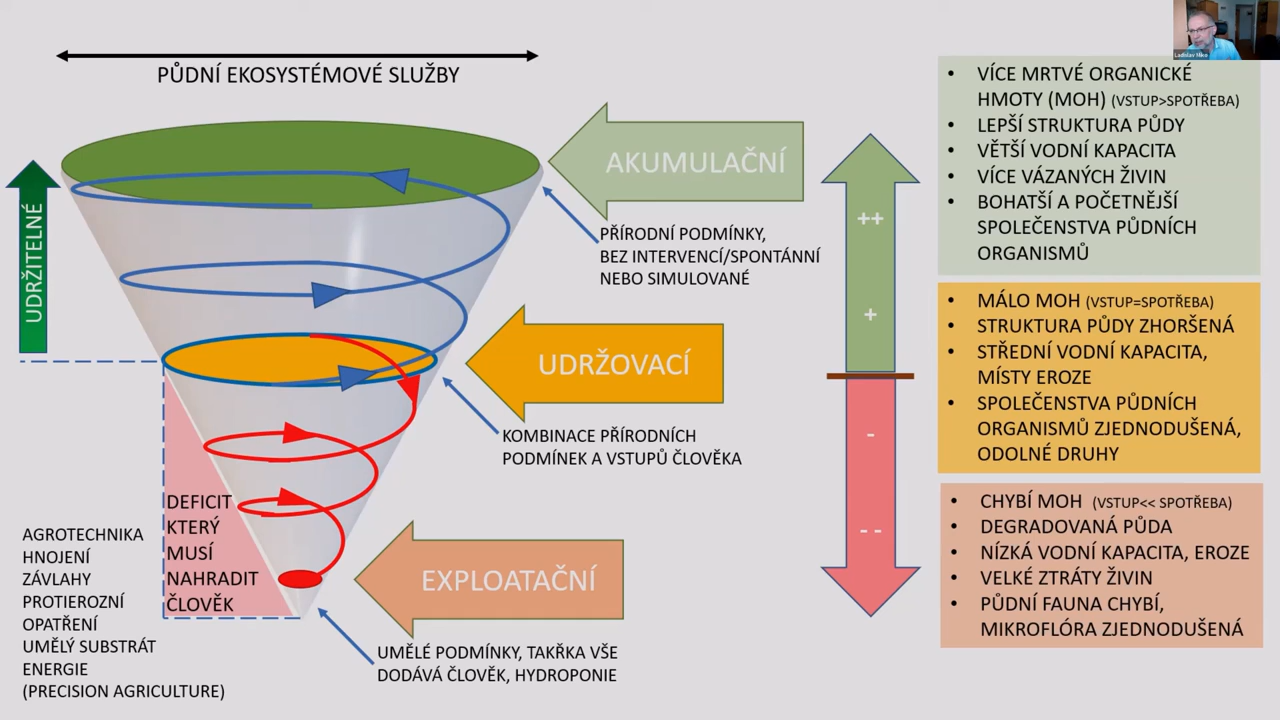 Ladislav Miko
PŮDNÍ EKOSYSTÉMOVÉ SLUŽBY
UDRŽITELNÉ
AKUMULAČNÍ
PŘÍRODNÍ PODMÍNKY,
BEZ INTERVENCÍ/SPONTÁNNÍ
NEBO SIMULOVANÉ
UDRŽOVACÍ
KOMBINACE PŘÍRODNÍCH
PODMÍNEK A VSTUPŮ ČLOVĚKA
DEFICIT
KTERÝ
MUSÍ
NAHRADIT
ČLOVĚK
AGROTECHNIKA
HNOJENÍ
ZÁVLAHY
PROTIEROZNÍ
OPATŘENÍ
UMĚLÝ SUBSTRÁT
ENERGIE
(PRECISION AGRICULTURE)
EXPLOATAČNÍ
UMĚLÉ PODMÍNKY, TAKŘKA VŠE
DODÁVÁ ČLOVĚK, HYDROPONIE
++
+
-
- -
• VÍCE MRTVÉ ORGANICKÉ
HMOTY (MOH) (VSTUP>SPOTŘEBA)
• LEPŠÍ STRUKTURA PŮDY
• VĚTŠÍ VODNÍ KAPACITA
• VÍCE VÁZANÝCH ŽIVIN
• BOHATŠÍ A POČETNĚJŠÍ
SPOLEČENSTVA PŮDNÍCH
ORGANISMŮ
• MÁLO MOH (VSTUP=SPOTŘEBA)
• STRUKTURA PŮDY ZHORŠENÁ
• STŘEDNÍ VODNÍ KAPACITA,
MÍSTY EROZE
• SPOLEČENSTVA PŮDNÍCH
ORGANISMŮ ZJEDNODUŠENÁ,
ODOLNÉ DRUHY
• CHYBÍ MOH (VSTUP<< SPOTŘEBA)
• DEGRADOVANÁ PŮDA
• NÍZKÁ VODNÍ KAPACITA, EROZE
• VELKÉ ZTRÁTY ŽIVIN
• PŮDNÍ FAUNA CHYBÍ,
MIKROFLÓRA ZJEDNODUŠENÁ